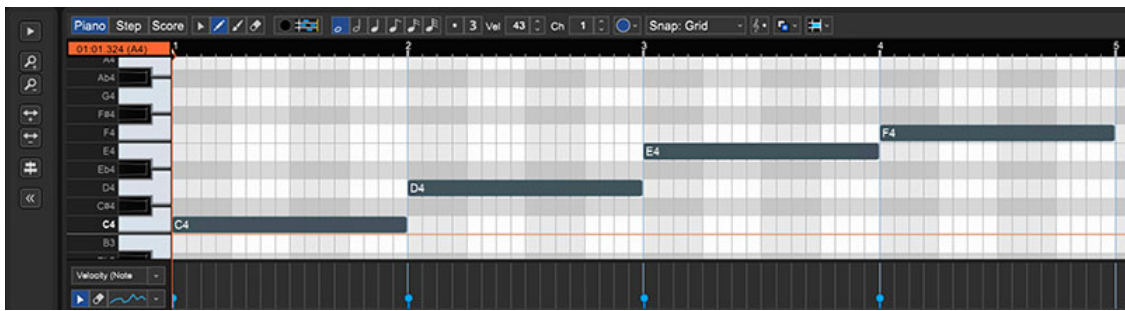 Piano Step Score 3 Vel 43 Ch 1 Snap: Grid
01:01.324 (A4) 1 2 3 4 5
A4
Ab4
G4
F#4
F4 F4
E4 E4
Eb4
D4 D4
C#4
C4 C4
B3
Velocity (Note